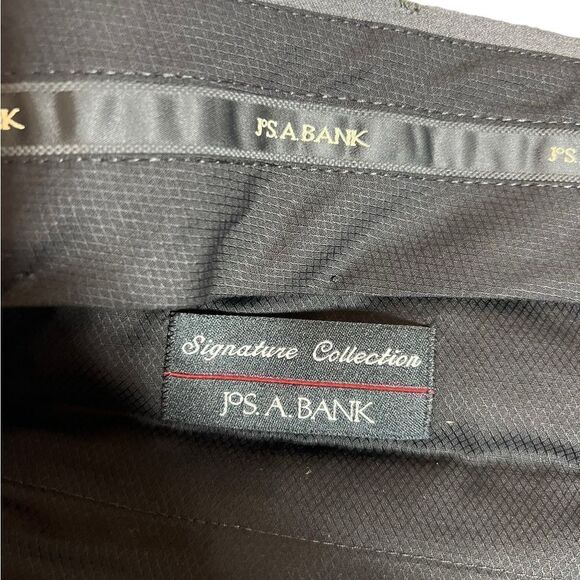 K JoS.A.BANK JoS.
Signature Collection
JoS. A. BANK